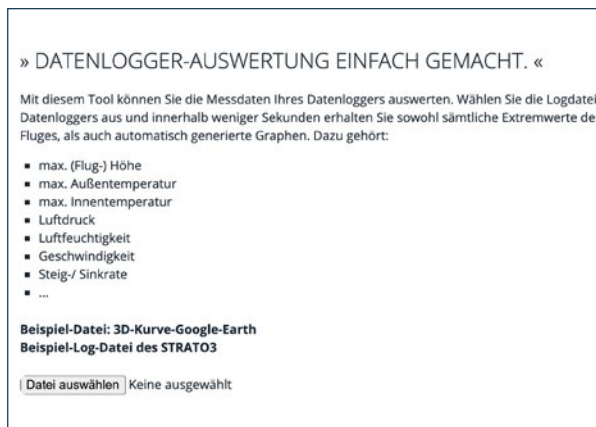 » DATENLOGGER-AUSWERTUNG EINFACH GEMACHT. «
Mit diesem Tool können Sie die Messdaten Ihres Datenloggers auswerten. Wählen Sie die Logdatei
Datenloggers aus und innerhalb weniger Sekunden erhalten Sie sowohl sämtliche Extremwerte de
Fluges, als auch automatisch generierte Graphen. Dazu gehört:
▪ max. (Flug-) Höhe
▪ max. Außentemperatur
▪ max. Innentemperatur
▪ Luftdruck
▪ Luftfeuchtigkeit
▪ Geschwindigkeit
▪ Steig-/ Sinkrate
▪ ...
Beispiel-Datei: 3D-Kurve-Google-Earth
Beispiel-Log-Datei des STRATO3
Datei auswählen Keine ausgewählt